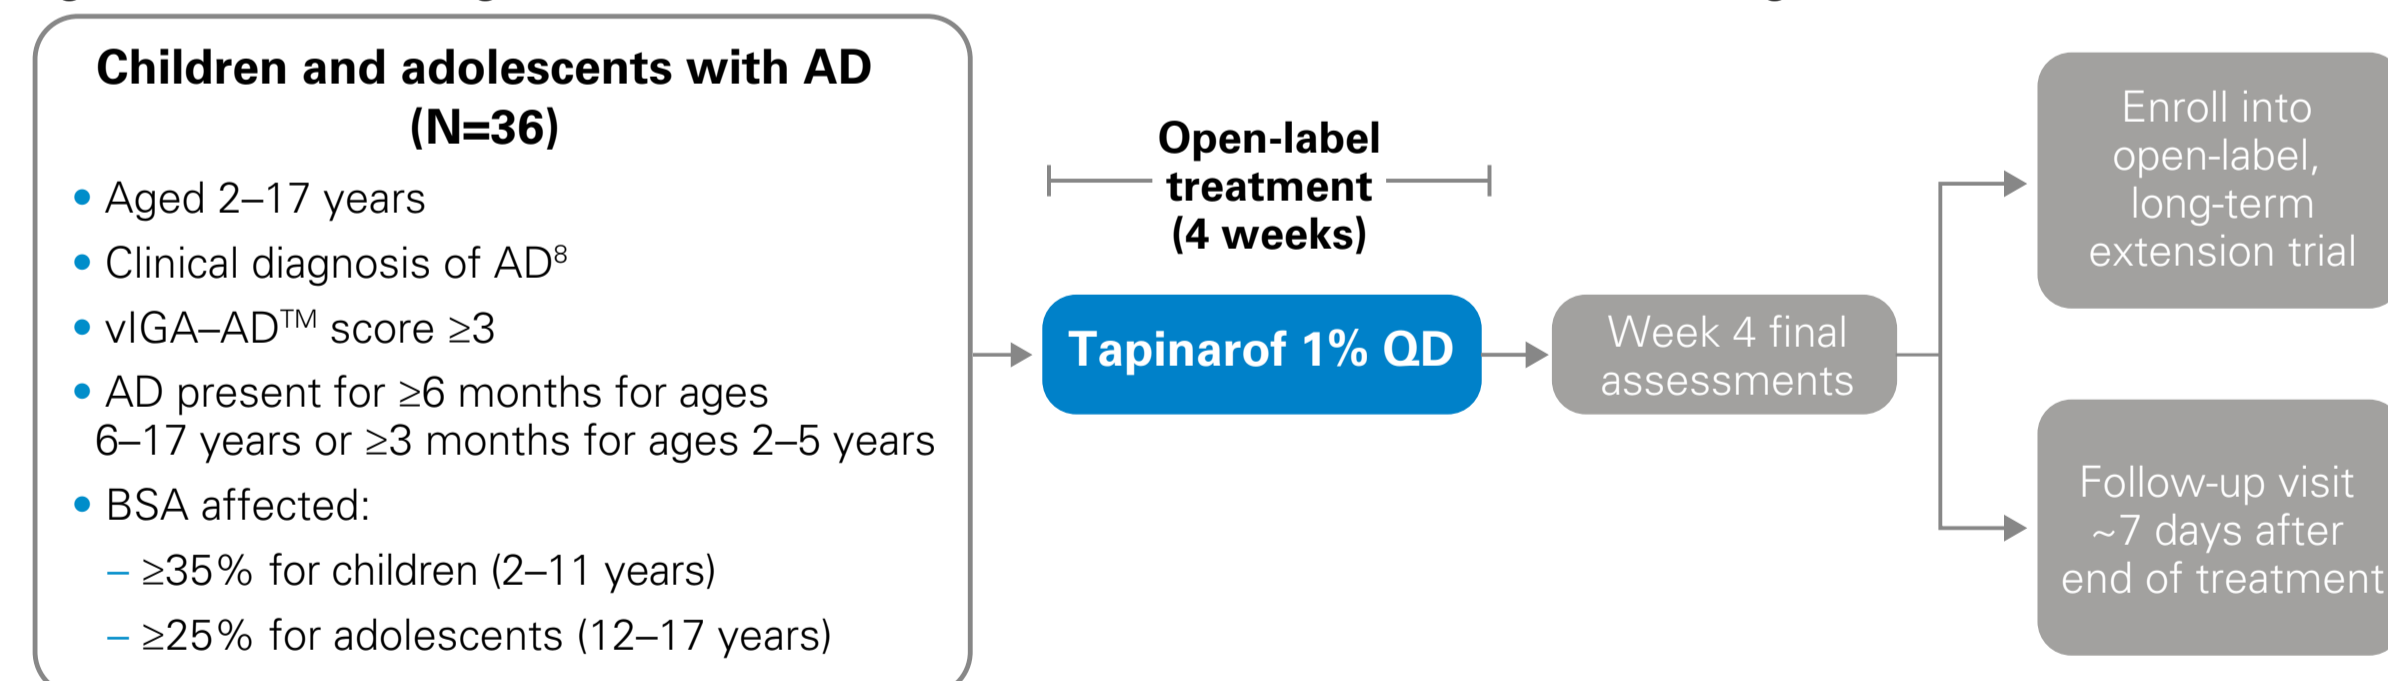 Children and adolescents with AD
(N=36)
• Aged 2–17 years
• Clinical diagnosis of AD⁸
• vIGA–AD™ score ≥3
• AD present for ≥6 months for ages
6–17 years or ≥3 months for ages 2–5 years
• BSA affected:
– ≥35% for children (2–11 years)
– ≥25% for adolescents (12–17 years)
Open-label
treatment
(4 weeks)
Tapinarof 1% QD
Week 4 final
assessments
Enroll into
open-label,
long-term
extension trial
Follow-up visit
~7 days after
end of treatment